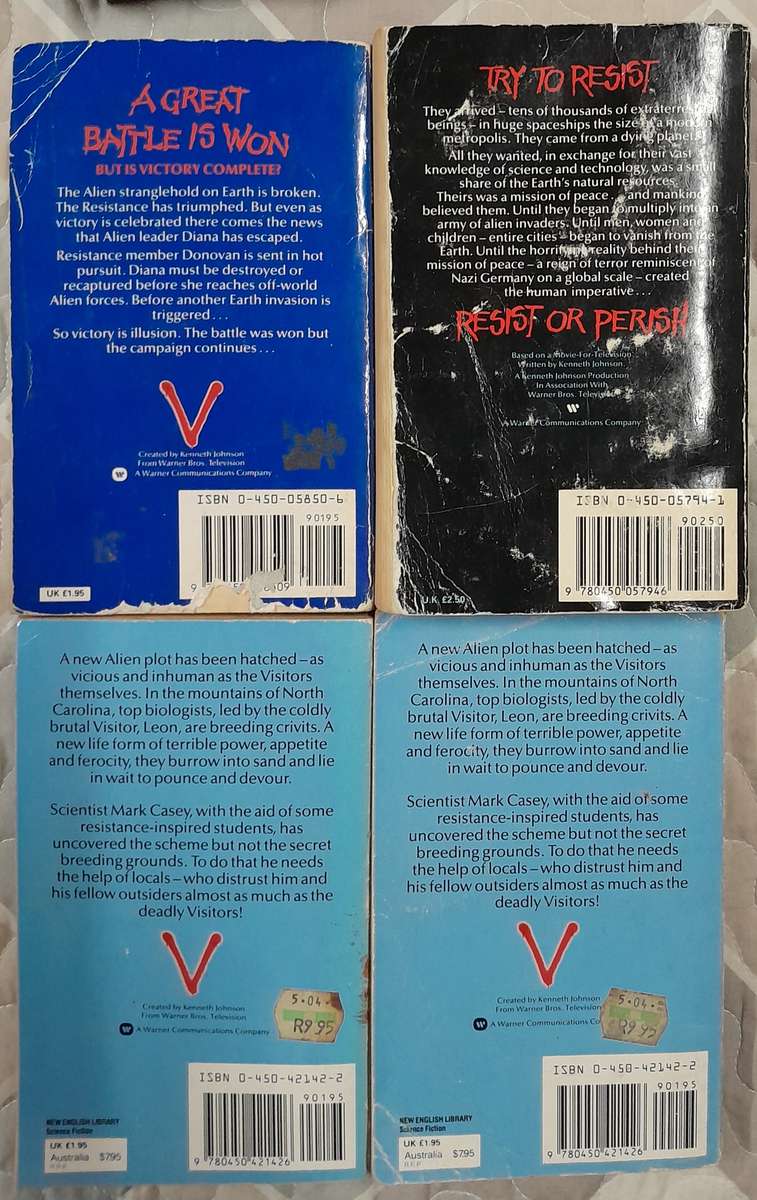 A GREAT
BATTLE IS WON
BUT IS VICTORY COMPLETE?
The Alien stranglehold on Earth is broken.
The Resistance has triumphed. But even as
victory is celebrated there comes the news
that Alien leader Diana has escaped.
Resistance member Donovan is sent in hot
pursuit. Diana must be destroyed or
recaptured before she reaches off-world
Alien forces. Before another Earth invasion is
triggered . . .
So victory is illusion. The battle was won but
the campaign continues . . .
V
Created by Kenneth Johnson
From Warner Bros. Television
A Warner Communications Company
ISBN 0-450-05850-6
90195
UK £1.95
TRY TO RESIST
They arrived – tens of thousands of
beings – in huge spaceships the size of a
metropolis. They came from a dying planet.
All they wanted, in exchange for their vast
knowledge of science and technology, was a small
share of the Earth's natural resources.
Theirs was a mission of peace . . . and mankind
believed them. Until they began to multiply into an
army of alien invaders. Until men, women and
children – entire cities – began to vanish from the
Earth. Until the horrifying reality behind their
mission of peace – a reign of terror reminiscent of
Nazi Germany on a global scale – created
the human imperative . . .
RESIST OR PERISH
Based on a Movie-For-Television
Written by Kenneth Johnson.
A Kenneth Johnson Production
In Association With
Warner Bros. Television
A Warner Communications Company
ISBN 0-450-05794-1
90250
9 780450 057946
U.K. £2.50
A new Alien plot has been hatched – as
vicious and inhuman as the Visitors
themselves. In the mountains of North
Carolina, top biologists, led by the coldly
brutal Visitor, Leon, are breeding crivits. A
new life form of terrible power, appetite
and ferocity, they burrow into sand and lie
in wait to pounce and devour.
Scientist Mark Casey, with the aid of some
resistance-inspired students, has
uncovered the scheme but not the secret
breeding grounds. To do that he needs
the help of locals – who distrust him and
his fellow outsiders almost as much as the
deadly Visitors!
V
Created by Kenneth Johnson
From Warner Bros. Television
A Warner Communications Company
5·04
R9 95
ISBN 0-450-42142-2
90195
9 780450 421426
NEW ENGLISH LIBRARY
Science Fiction
UK £1.95
Australia $7.95
R.R.P.
A new Alien plot has been hatched – as
vicious and inhuman as the Visitors
themselves. In the mountains of North
Carolina, top biologists, led by the coldly
brutal Visitor, Leon, are breeding crivits. A
new life form of terrible power, appetite
and ferocity, they burrow into sand and lie
in wait to pounce and devour.
Scientist Mark Casey, with the aid of some
resistance-inspired students, has
uncovered the scheme but not the secret
breeding grounds. To do that he needs
the help of locals – who distrust him and
his fellow outsiders almost as much as the
deadly Visitors!
V
Created by Kenneth Johnson
From Warner Bros. Television
A Warner Communications Co
5·04
R9 95
ISBN 0-450-42142-2
90195
9 780450 421426
NEW ENGLISH LIBRARY
Science Fiction
UK £1.95
Australia $7.95
R.R.P.